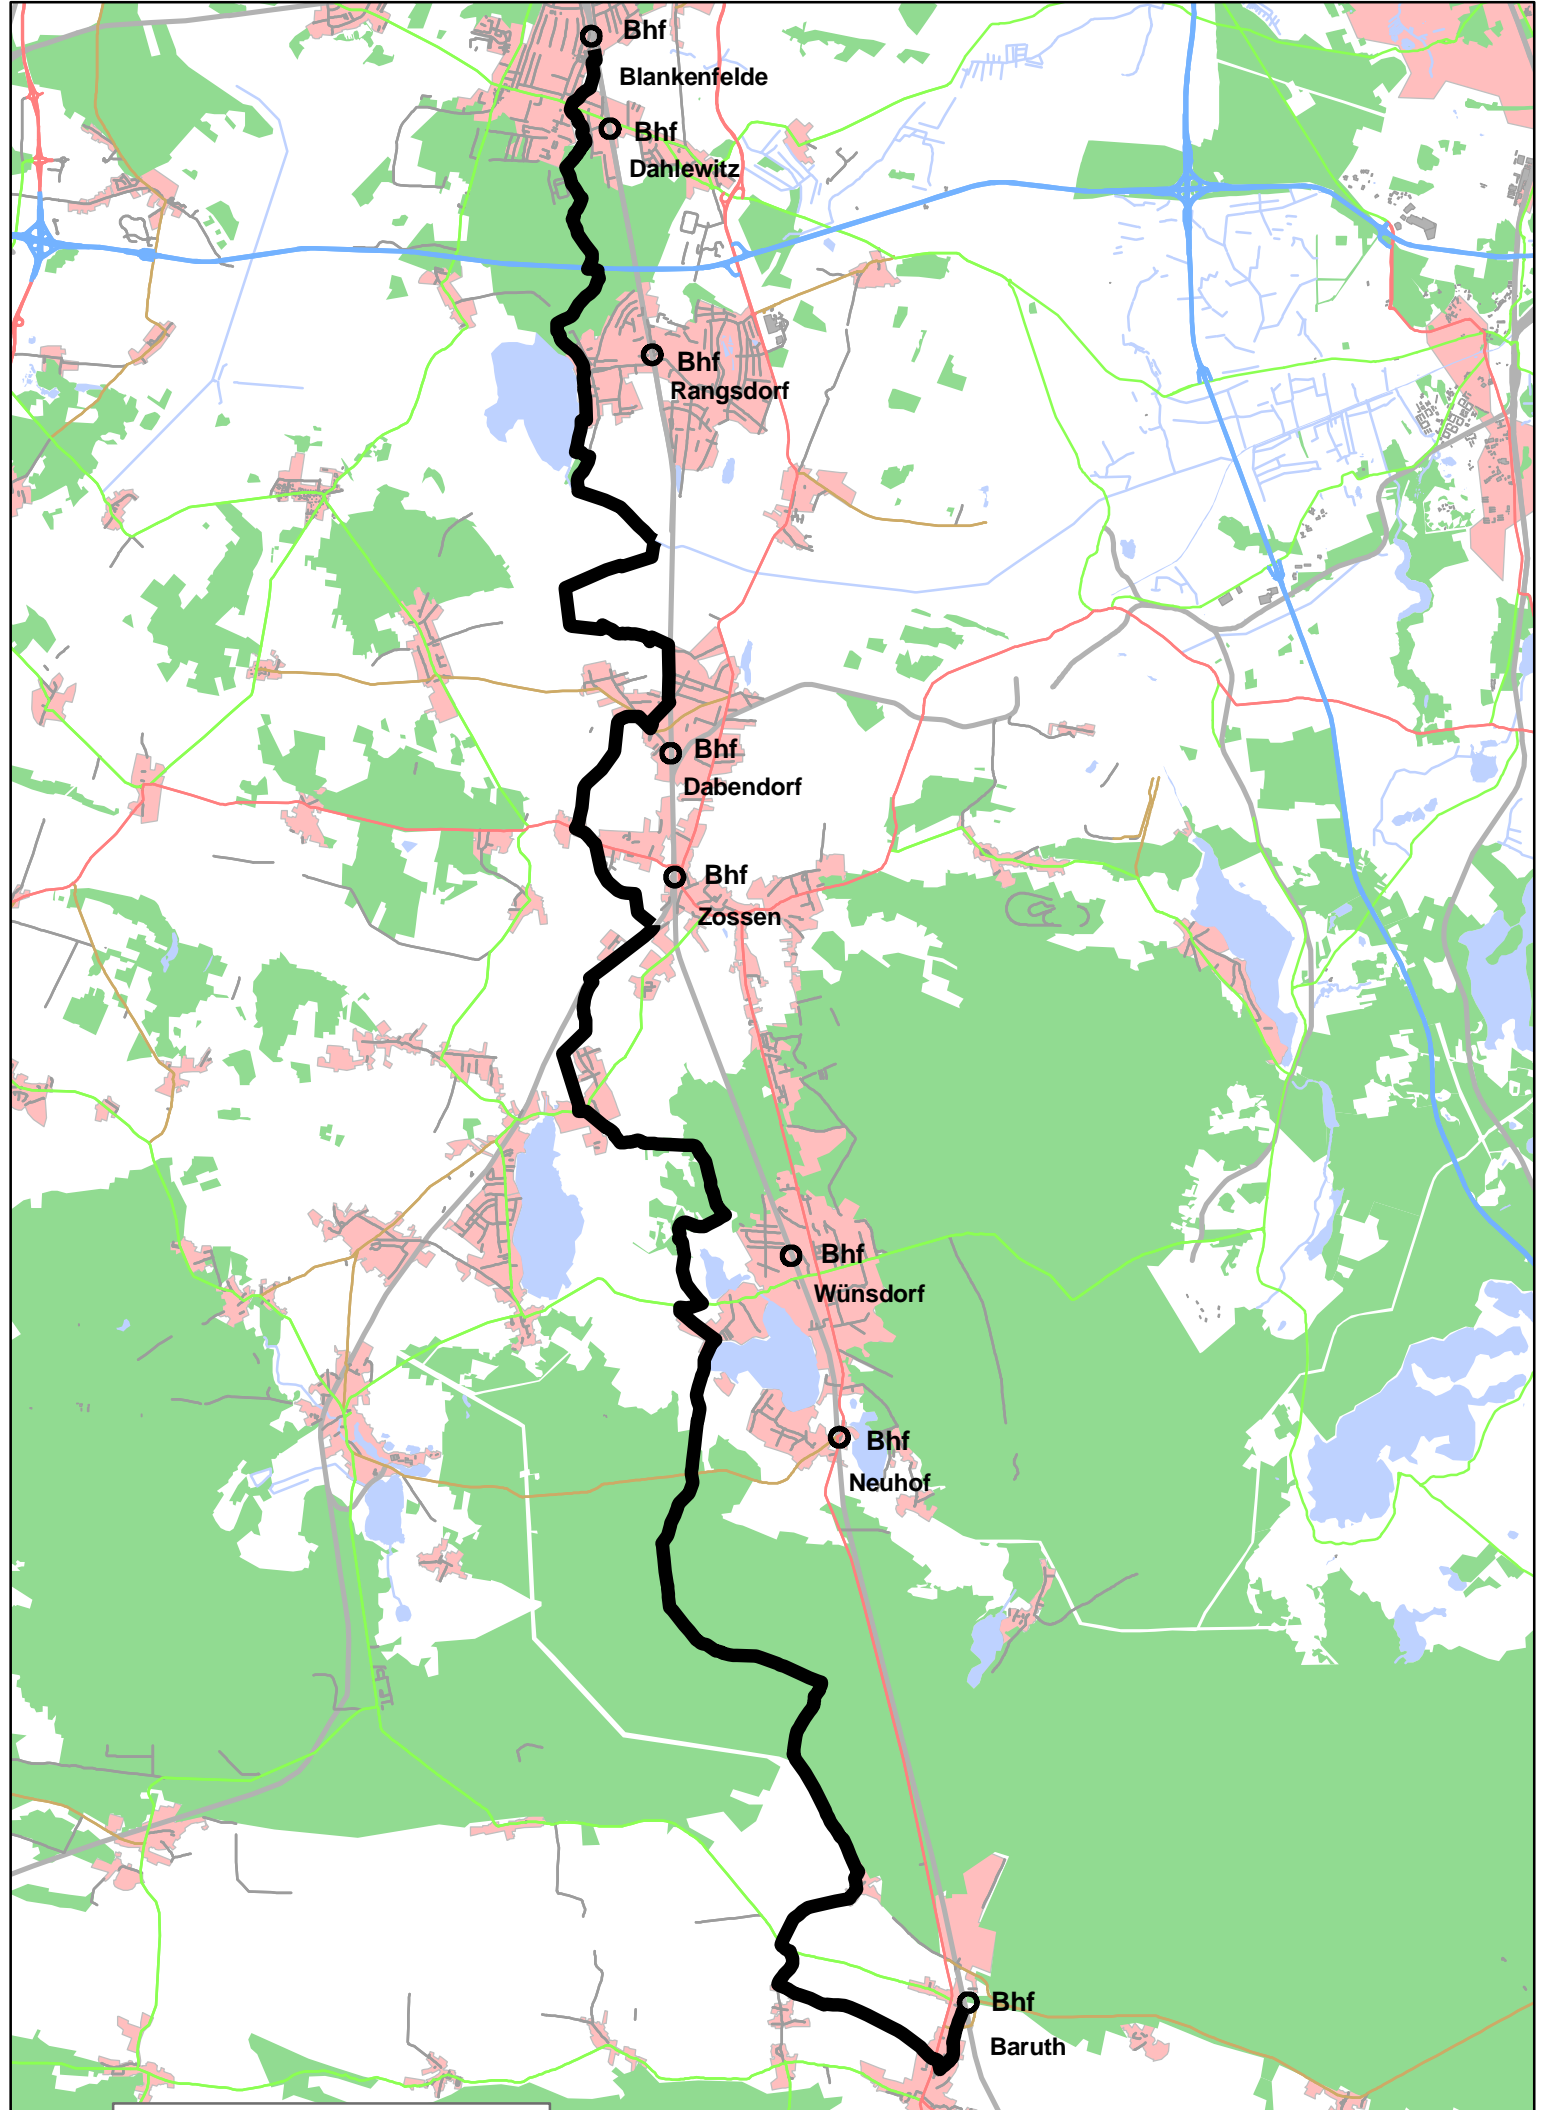 Bhf
Blankenfelde
Bhf
Dahlewitz
Bhf
Rangsdorf
Bhf
Dabendorf
Bhf
Zossen
Bhf
Wünsdorf
Bhf
Neuhof
Bhf
Baruth